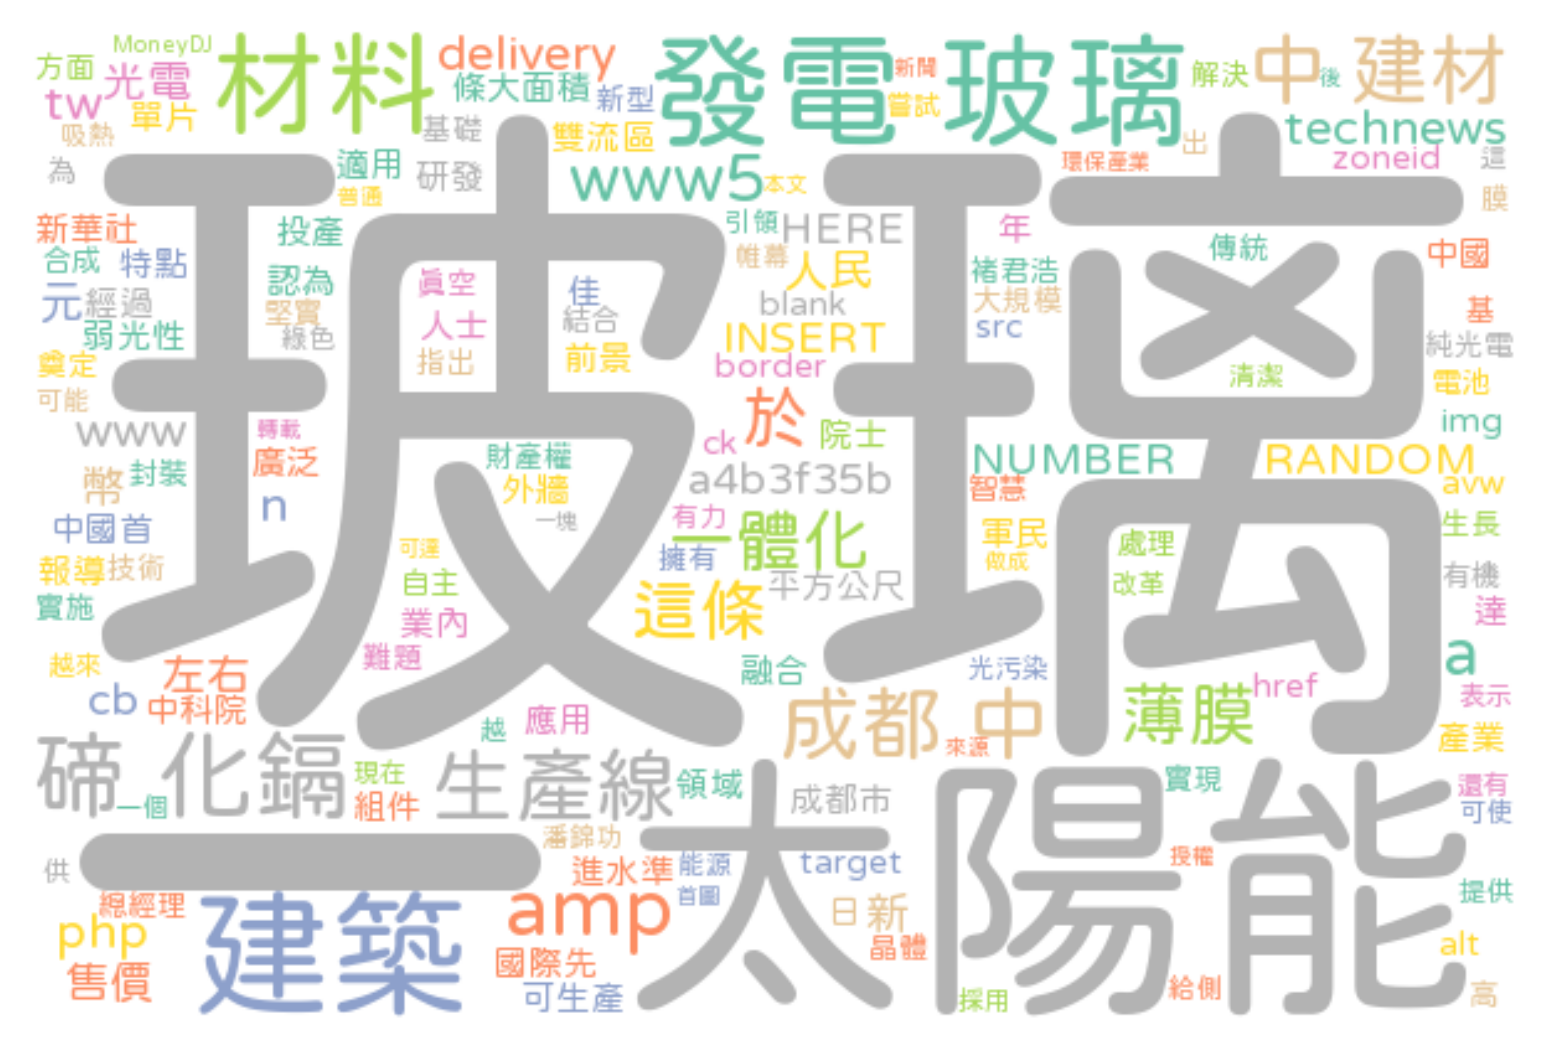 方面
MoneyDJ
光電
材料
delivery
條大面積
新型
發電玻璃
新聞
嘗試
解決
中
後
建材
tw
單片
吸熱
基礎
雙流區
出
technews
為
適用
研發
普通
www5
本文
環保產業
zoneid
這
膜
玻璃
新華社
合成
特點
投產
認為
引領
HERE
年
傳統
中國
帷幕
人民
褚君浩
大規模
元
經過
堅實
真空
佳
blank
src
基
弱光性
綠色
人士
結合
INSERT
純光電
奠定
指出
前景
border
清潔
電池
可能
www
轉載
廣泛
ck
於
院士
img
幣
封裝
財產權
外牆
a4b3f35b
NUMBER
RANDOM
智慧
avw
中國首
n
一塊
有力
一體化
軍民
做成
處理
生長
報導
技術
可達
自主
擁有
平方公尺
改革
有機
實施
業內
這條
達
越來
左右
難題
融合
光污染
a
cb
中科院
越
應用
成都
中
來源
薄膜
href
表示
產業
碲
化鎘
一個
現在
組件
生產線
領域
成都市
實現
還有
可使
一
太陽能
供
潘錦功
進水準
能源
target
授權
總經理
首圖
提供
php
建築
amp
日新
晶體
alt
售價
國際先
可生產
採用
給側
高